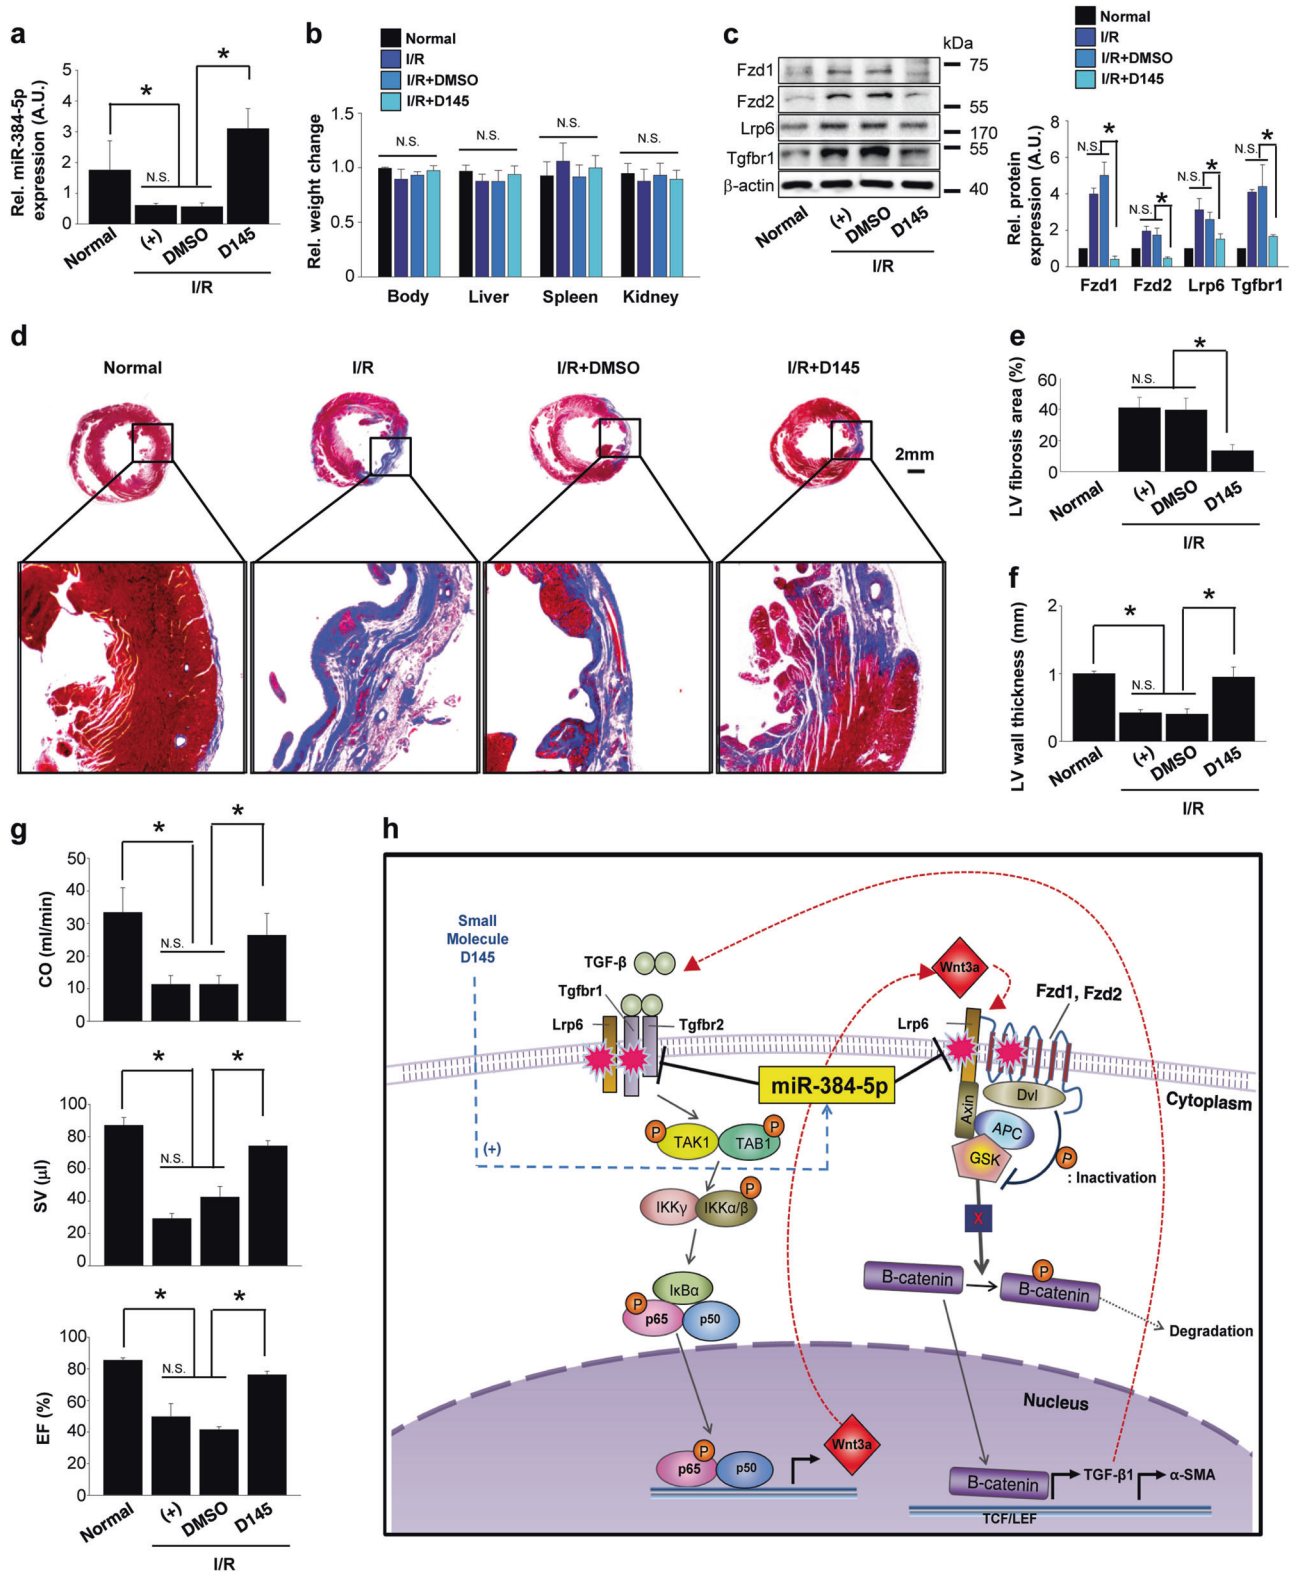 a
Rel. miR-384-5p
expression (A.U.)
5
4
3
2
1
0
*
*
N.S.
Normal
(+)
DMSO
D145
I/R
b
Normal
I/R
I/R+DMSO
I/R+D145
Rel. weight change
1.5
1.0
0.5
0
N.S.
N.S.
N.S.
N.S.
Body
Liver
Spleen
Kidney
c
kDa
Fzd1
75
Fzd2
55
Lrp6
170
Tgfbr1
55
β-actin
40
Normal
(+)
DMSO
D145
I/R
Normal
I/R
I/R+DMSO
I/R+D145
Rel. protein
expression (A.U.)
8
6
4
2
0
N.S.
*
N.S.
*
N.S.
*
N.S.
*
Fzd1
Fzd2
Lrp6
Tgfbr1
d
Normal
I/R
I/R+DMSO
I/R+D145
2mm
e
LV fibrosis area (%)
60
40
20
0
N.S.
*
Normal
(+)
DMSO
D145
I/R
f
LV wall thickness (mm)
2
1
0
*
*
N.S.
Normal
(+)
DMSO
D145
I/R
g
CO (ml/min)
50
40
30
20
10
0
*
*
N.S.
SV (µl)
100
80
60
40
20
0
*
*
N.S.
EF (%)
100
80
60
40
20
0
*
*
N.S.
Normal
(+)
DMSO
D145
I/R
h
Small
Molecule
D145
(+)
TGF-β
Tgfbr1
Lrp6
Tgfbr2
miR-384-5p
Wnt3a
Fzd1, Fzd2
Lrp6
Axin
Dvl
APC
GSK
P
: Inactivation
Cytoplasm
P
TAK1
TAB1
P
IKKγ
IKKα/β
P
IκBα
P
p65
p50
X
B-catenin
P
B-catenin
Degradation
Nucleus
P
p65
p50
Wnt3a
B-catenin
TGF-β1
α-SMA
TCF/LEF